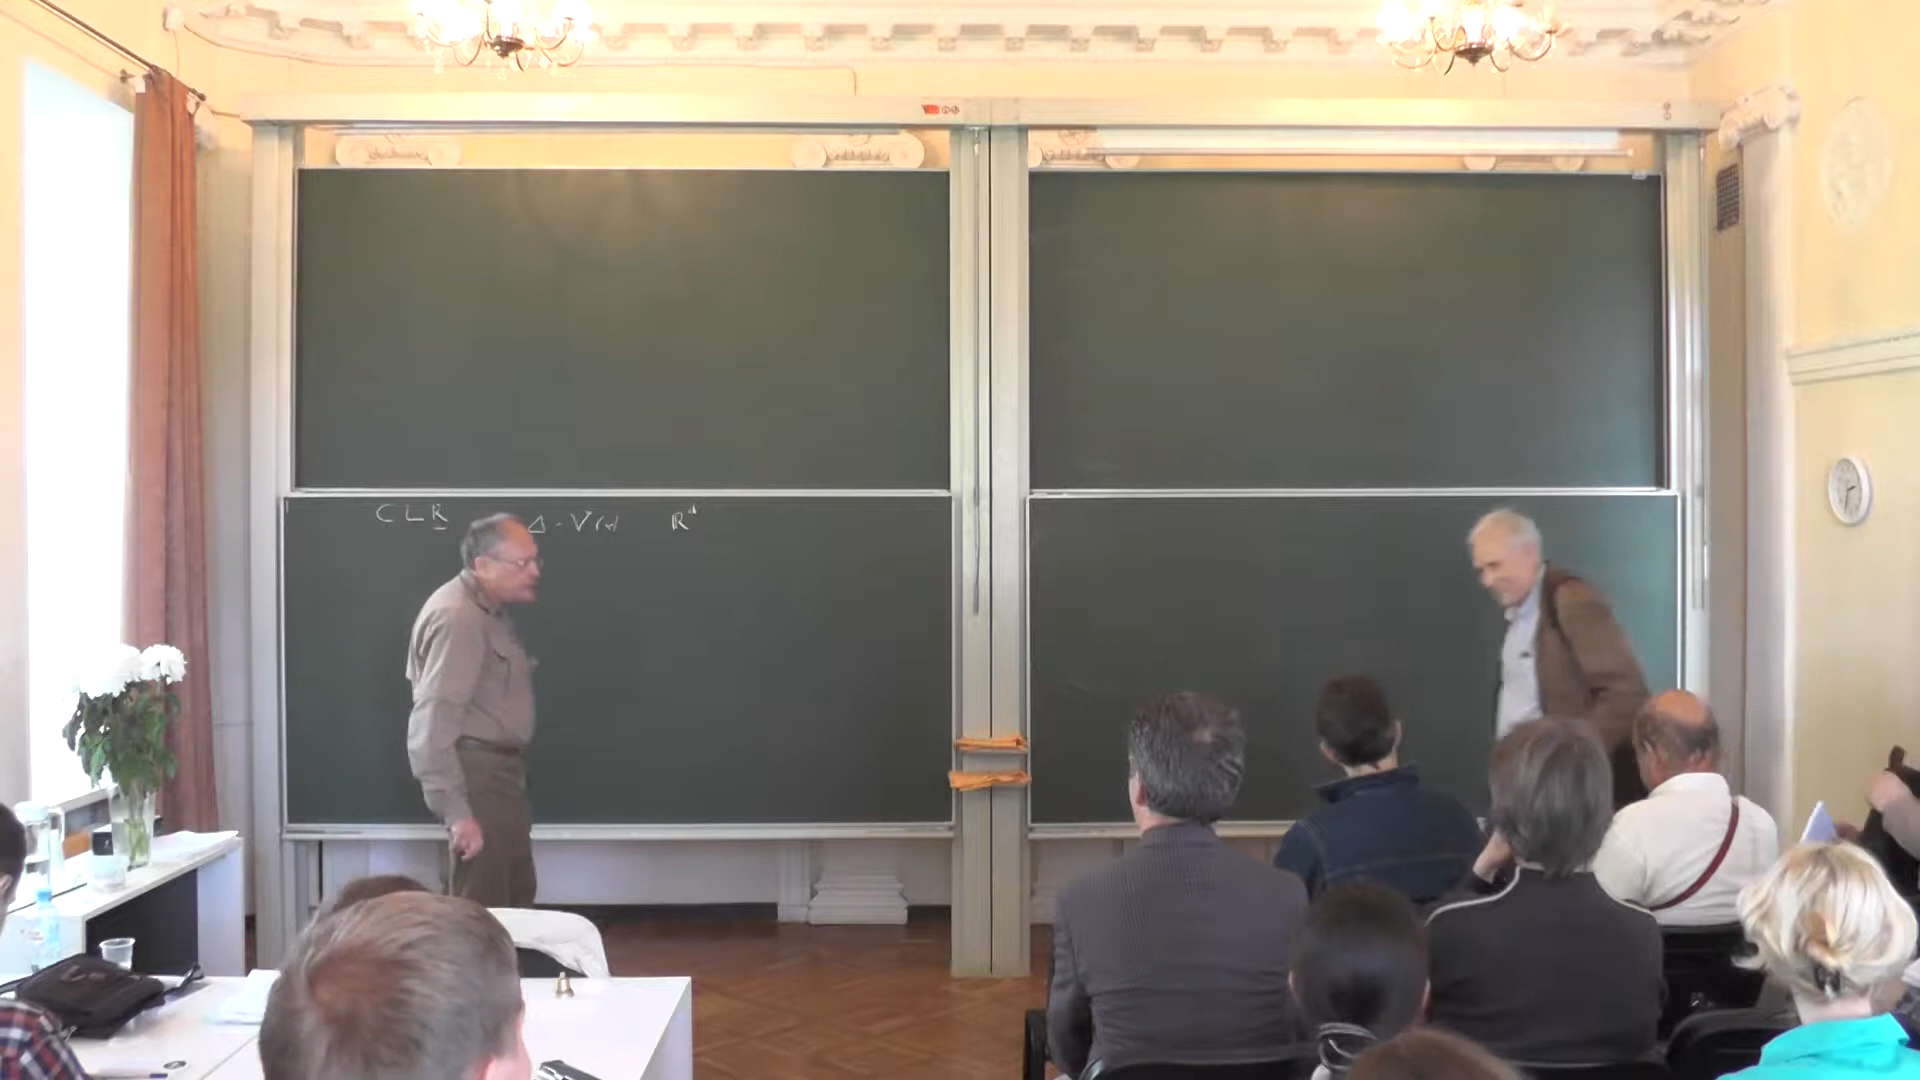 CLR Δ - V(x) R^d